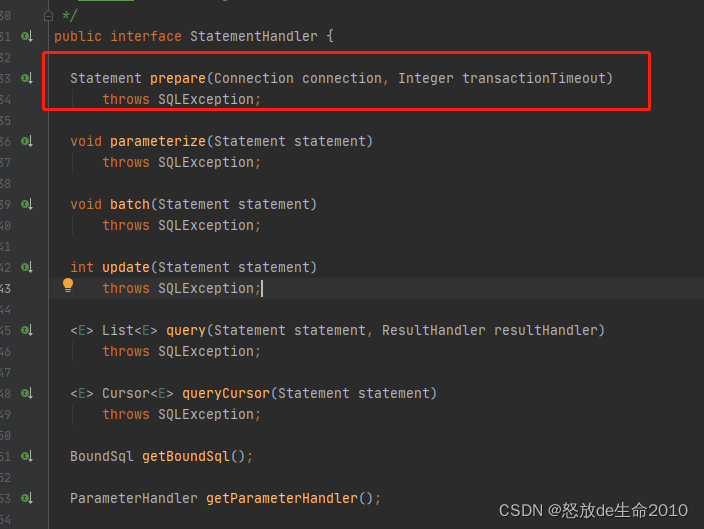 30 */
31 public interface StatementHandler {
32
33 Statement prepare(Connection connection, Integer transactionTimeout)
34 throws SQLException;
35
36 void parameterize(Statement statement)
37 throws SQLException;
38
39 void batch(Statement statement)
40 throws SQLException;
41
42 int update(Statement statement)
43 throws SQLException;
44
45 <E> List<E> query(Statement statement, ResultHandler resultHandler)
46 throws SQLException;
47
48 <E> Cursor<E> queryCursor(Statement statement)
49 throws SQLException;
50
51 BoundSql getBoundSql();
52
53 ParameterHandler getParameterHandler();
54
CSDN @怒放de生命2010